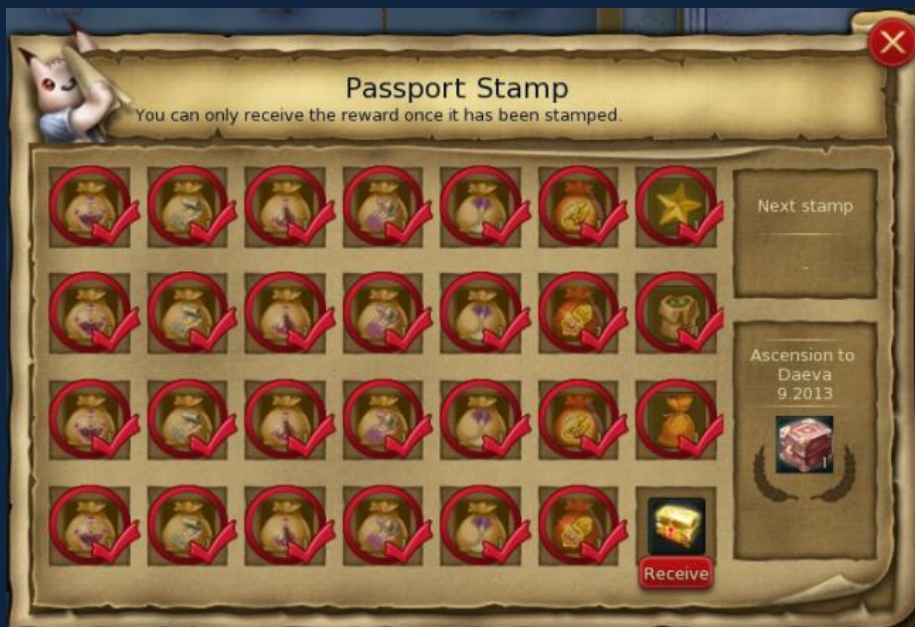 Passport Stamp
You can only receive the reward once it has been stamped.
Next stamp
-
Ascension to
Daeva
9.2013
1
Receive